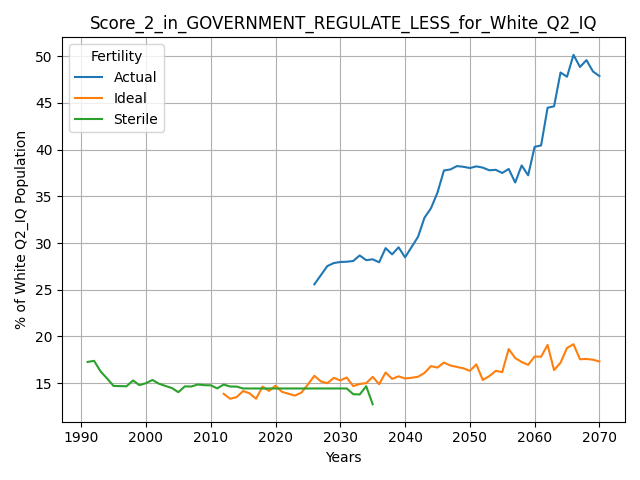 Score_2_in_GOVERNMENT_REGULATE_LESS_for_White_Q2_IQ
Fertility
Actual
Ideal
Sterile
% of White Q2_IQ Population
50
45
40
35
30
25
20
15
1990 2000 2010 2020 2030 2040 2050 2060 2070
Years